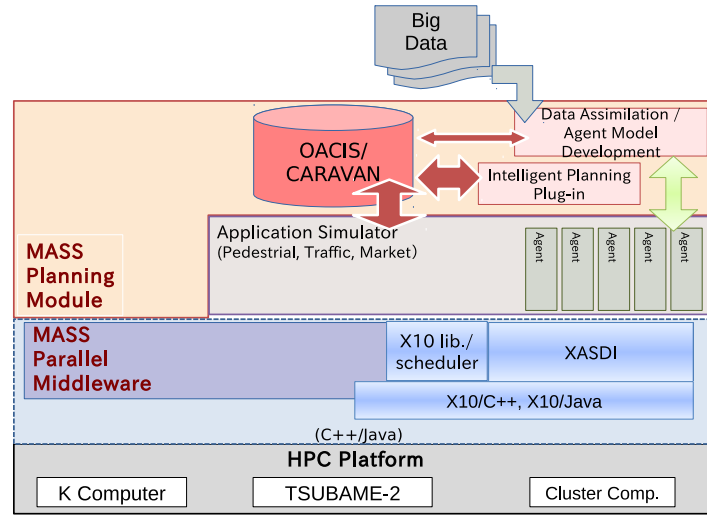 Big
Data
Data Assimilation /
Agent Model
Development
OACIS/
CARAVAN
Intelligent Planning
Plug-in
Application Simulator
(Pedestrial, Traffic, Market)
Agent
Agent
Agent
Agent
Agent
MASS
Planning
Module
MASS
Parallel
Middleware
X10 lib./
scheduler
XASDI
X10/C++, X10/Java
(C++/Java)
HPC Platform
K Computer
TSUBAME-2
Cluster Comp.